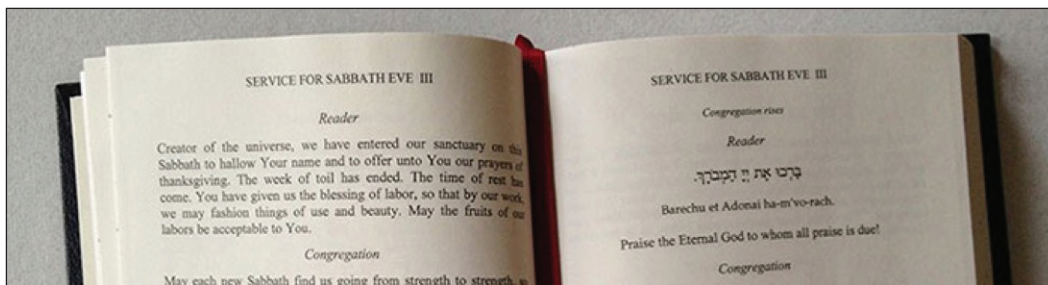 SERVICE FOR SABBATH EVE III
Reader
Creator of the universe, we have entered our sanctuary on this
Sabbath to hallow Your name and to offer unto You our prayers of
thanksgiving. The week of toil has ended. The time of rest has
come. You have given us the blessing of labor, so that by our work
we may fashion things of use and beauty. May the fruits of our
labors be acceptable to You.
Congregation
May each new Sabbath find us going from strength to strength, so
SERVICE FOR SABBATH EVE III
Congregation rises
Reader
בָּרְכוּ אֶת יְיָ הַמְבֹרָךְ.
Barechu et Adonai ha-m'vo-rach.
Praise the Eternal God to whom all praise is due!
Congregation